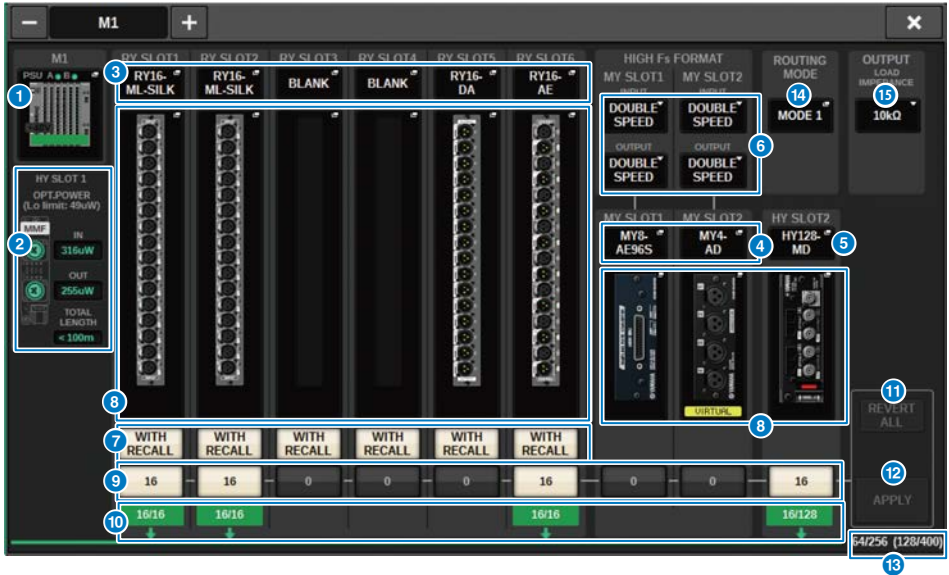 M1
M1
RY SLOT1
RY SLOT2
RY SLOT3
RY SLOT4
RY SLOT5
RY SLOT6
HIGH Fs FORMAT
ROUTING MODE
OUTPUT
LOAD IMPEDANCE
PSU A B
1
3
RY16-ML-SILK
RY16-ML-SILK
BLANK
BLANK
RY16-DA
RY16-AE
MY SLOT1
MY SLOT2
INPUT
INPUT
DOUBLE SPEED
DOUBLE SPEED
OUTPUT
OUTPUT
DOUBLE SPEED
DOUBLE SPEED
6
14
MODE 1
15
10kΩ
HY SLOT 1
OPT.POWER
(Lo limit: 49uW)
MMF
2
IN
316uW
OUT
255uW
TOTAL LENGTH
<100m
MY SLOT1
MY SLOT2
HY SLOT2
MY8-AE96S
MY4-AD
4
HY128-MD
5
VIRTUAL
8
8
7
WITH RECALL
WITH RECALL
WITH RECALL
WITH RECALL
WITH RECALL
WITH RECALL
11
REVERT ALL
9
16
16
0
0
0
16
0
0
16
12
APPLY
10
16/16
16/16
16/16
16/128
64/256 (128/400)
13